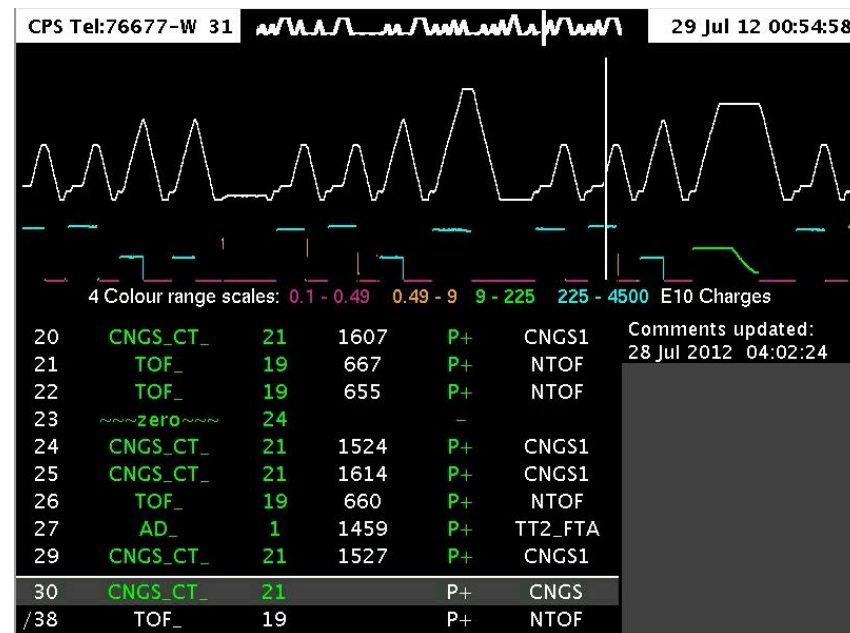 CPS Tel:76677-W 31 29 Jul 12 00:54:58
4 Colour range scales: 0.1 - 0.49 0.49 - 9 9 - 225 225 - 4500 E10 Charges
Comments updated:
28 Jul 2012 04:02:24
20 CNGS_CT_ 21 1607 P+ CNGS1
21 TOF_ 19 667 P+ NTOF
22 TOF_ 19 655 P+ NTOF
23 ~~~zero~~~ 24 –
24 CNGS_CT_ 21 1524 P+ CNGS1
25 CNGS_CT_ 21 1614 P+ CNGS1
26 TOF_ 19 660 P+ NTOF
27 AD_ 1 1459 P+ TT2_FTA
29 CNGS_CT_ 21 1527 P+ CNGS1
30 CNGS_CT_ 21 P+ CNGS
/38 TOF_ 19 P+ NTOF